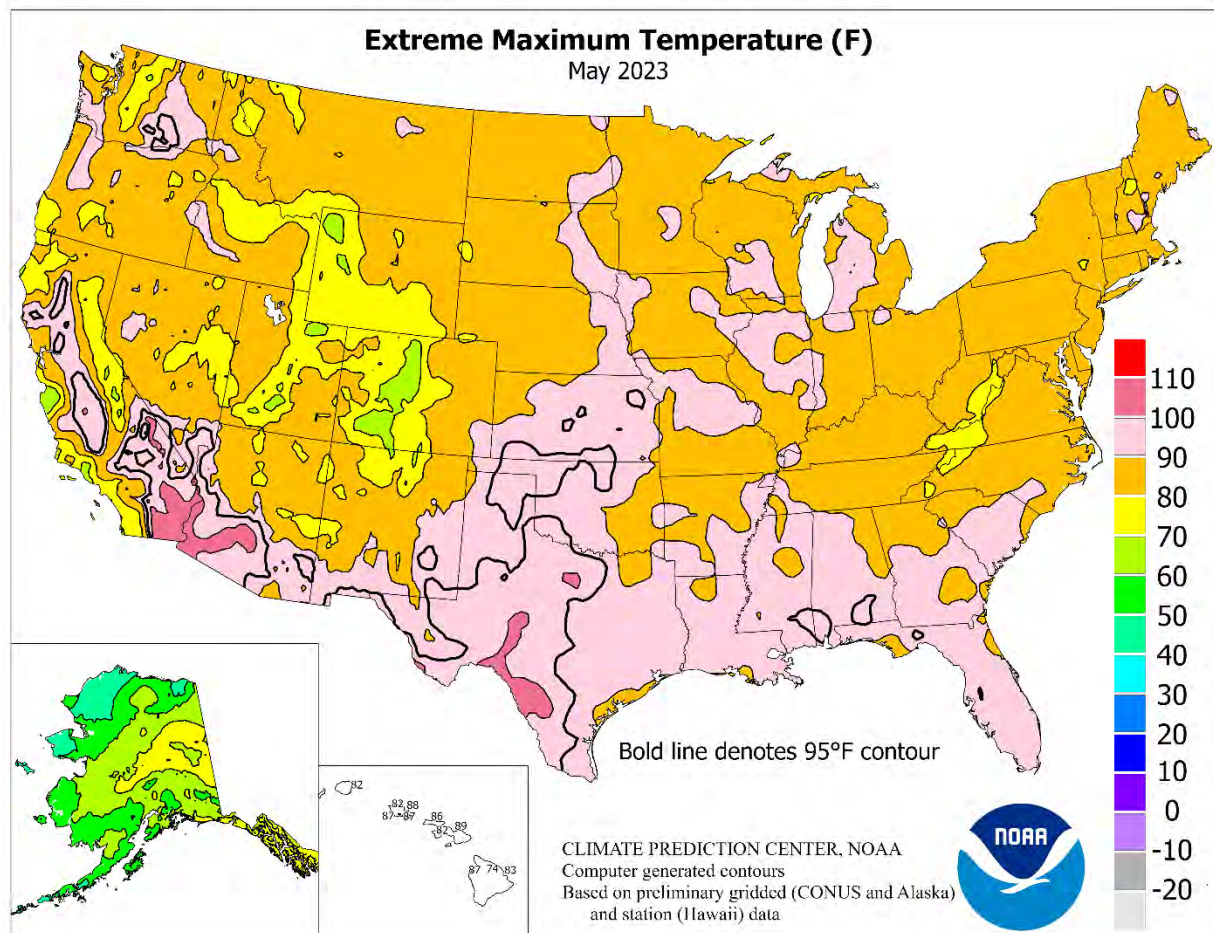 Extreme Maximum Temperature (F)
May 2023
110
100
90
80
70
60
50
40
30
20
10
0
-10
-20
Bold line denotes 95°F contour
82
82
88
87
87
86
82
89
87 74 83
CLIMATE PREDICTION CENTER, NOAA
Computer generated contours
Based on preliminary gridded (CONUS and Alaska)
and station (Hawaii) data
NOAA